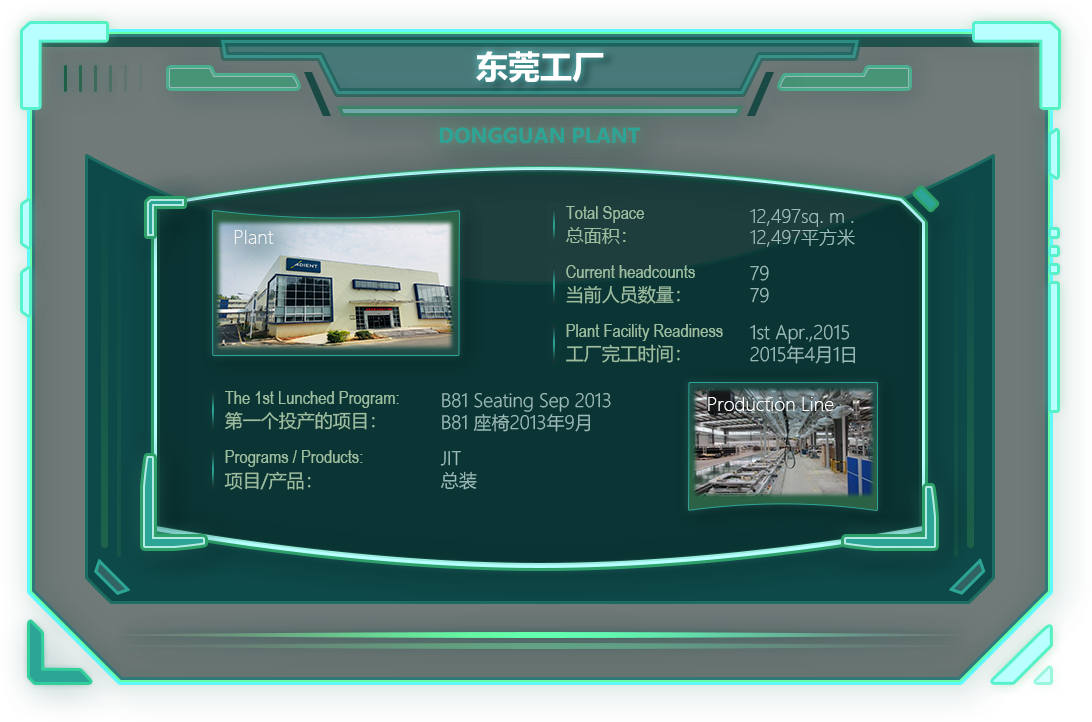 东莞工厂
DONGGUAN PLANT
Plant
ADIENT
Total Space 12,497sq. m .
总面积： 12,497平方米
Current headcounts 79
当前人员数量： 79
Plant Facility Readiness 1st Apr.,2015
工厂完工时间： 2015年4月1日
The 1st Lunched Program: B81 Seating Sep 2013
第一个投产的项目： B81 座椅2013年9月
Programs / Products: JIT
项目/产品： 总装
Production Line